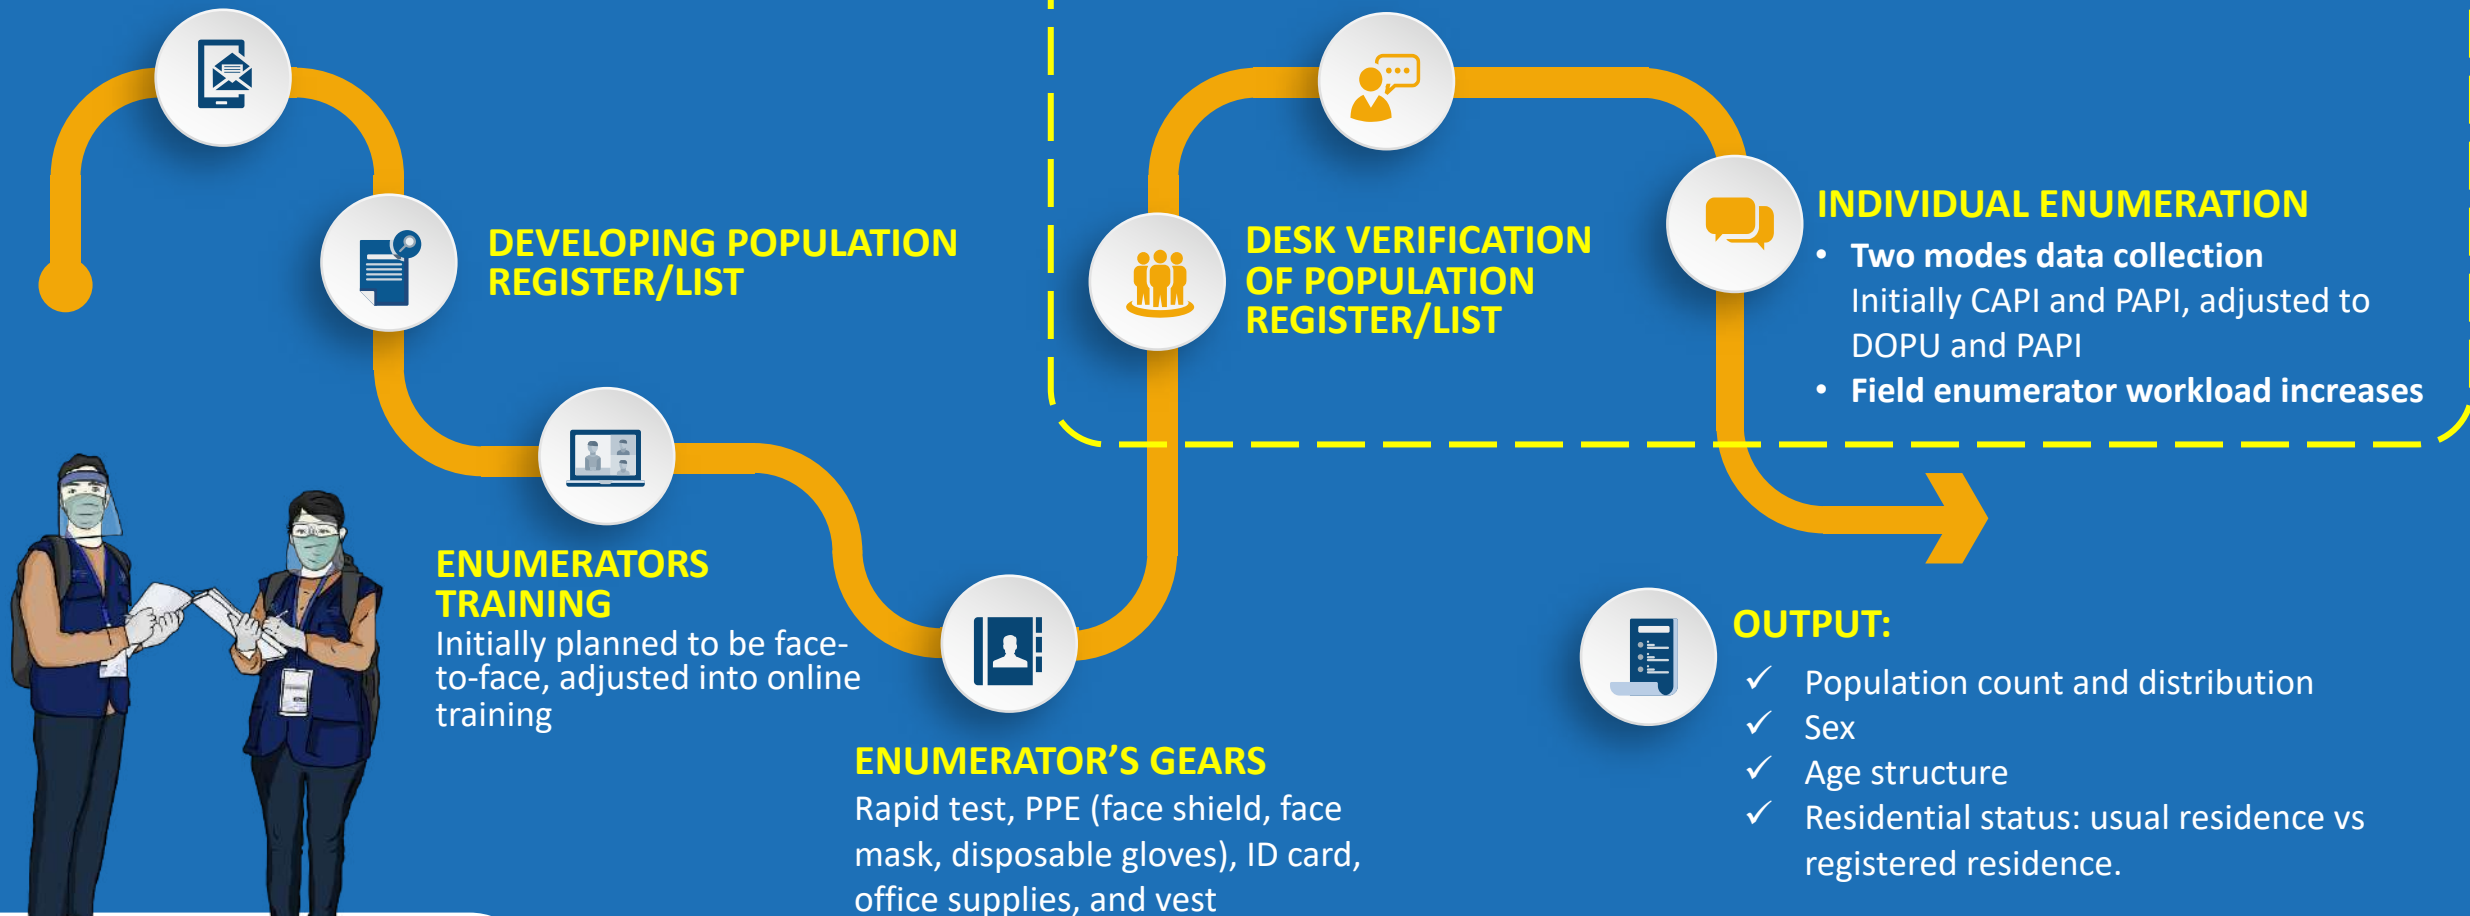 DEVELOPING POPULATION
REGISTER/LIST
ENUMERATORS
TRAINING
Initially planned to be face-
to-face, adjusted into online
training
ENUMERATOR’S GEARS
Rapid test, PPE (face shield, face
mask, disposable gloves), ID card,
office supplies, and vest
DESK VERIFICATION
OF POPULATION
REGISTER/LIST
INDIVIDUAL ENUMERATION
• Two modes data collection
Initially CAPI and PAPI, adjusted to
DOPU and PAPI
• Field enumerator workload increases
OUTPUT:
✓ Population count and distribution
✓ Sex
✓ Age structure
✓ Residential status: usual residence vs
registered residence.